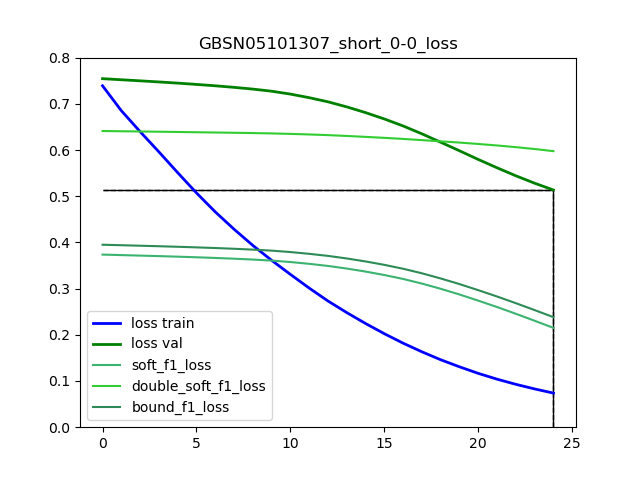 GBSN05101307_short_0-0_loss
0.8
0.7
0.6
0.5
0.4
0.3
0.2
0.1
0.0
loss train
loss val
soft_f1_loss
double_soft_f1_loss
bound_f1_loss
0 5 10 15 20 25